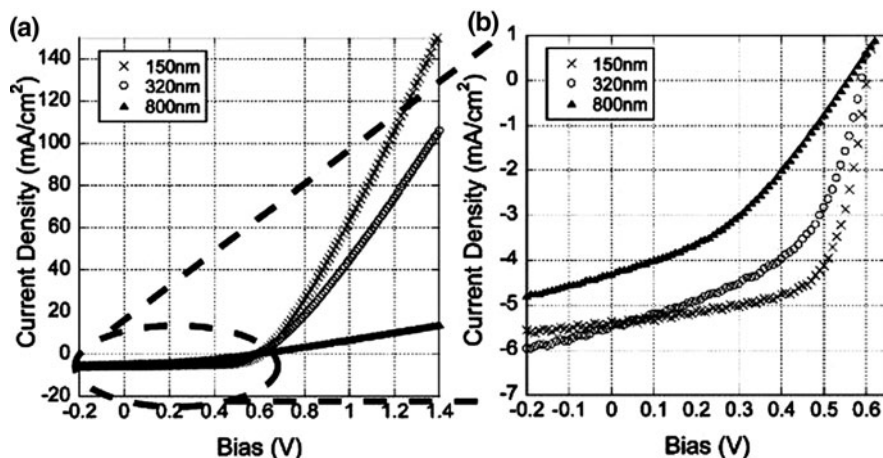 (a)
140
120
100
80
60
40
20
0
-20
Current Density (mA/cm²)
× 150nm
○ 320nm
▲ 800nm
-0.2 0 0.2 0.4 0.6 0.8 1 1.2 1.4
Bias (V)
(b)
1
0
-1
-2
-3
-4
-5
-6
-7
Current Density (mA/cm²)
× 150nm
○ 320nm
▲ 800nm
-0.2 -0.1 0 0.1 0.2 0.3 0.4 0.5 0.6
Bias (V)